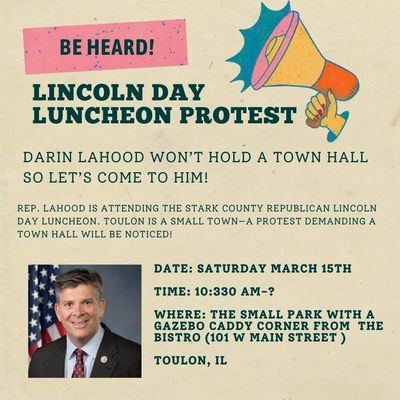 BE HEARD!
LINCOLN DAY
LUNCHEON PROTEST
DARIN LAHOOD WON'T HOLD A TOWN HALL
SO LET'S COME TO HIM!
REP. LAHOOD IS ATTENDING THE STARK COUNTY REPUBLICAN LINCOLN
DAY LUNCHEON. TOULON IS A SMALL TOWN—A PROTEST DEMANDING A
TOWN HALL WILL BE NOTICED!
DATE: SATURDAY MARCH 15TH
TIME: 10:330 AM-?
WHERE: THE SMALL PARK WITH A
GAZEBO CADDY CORNER FROM THE
BISTRO (101 W MAIN STREET )
TOULON, IL